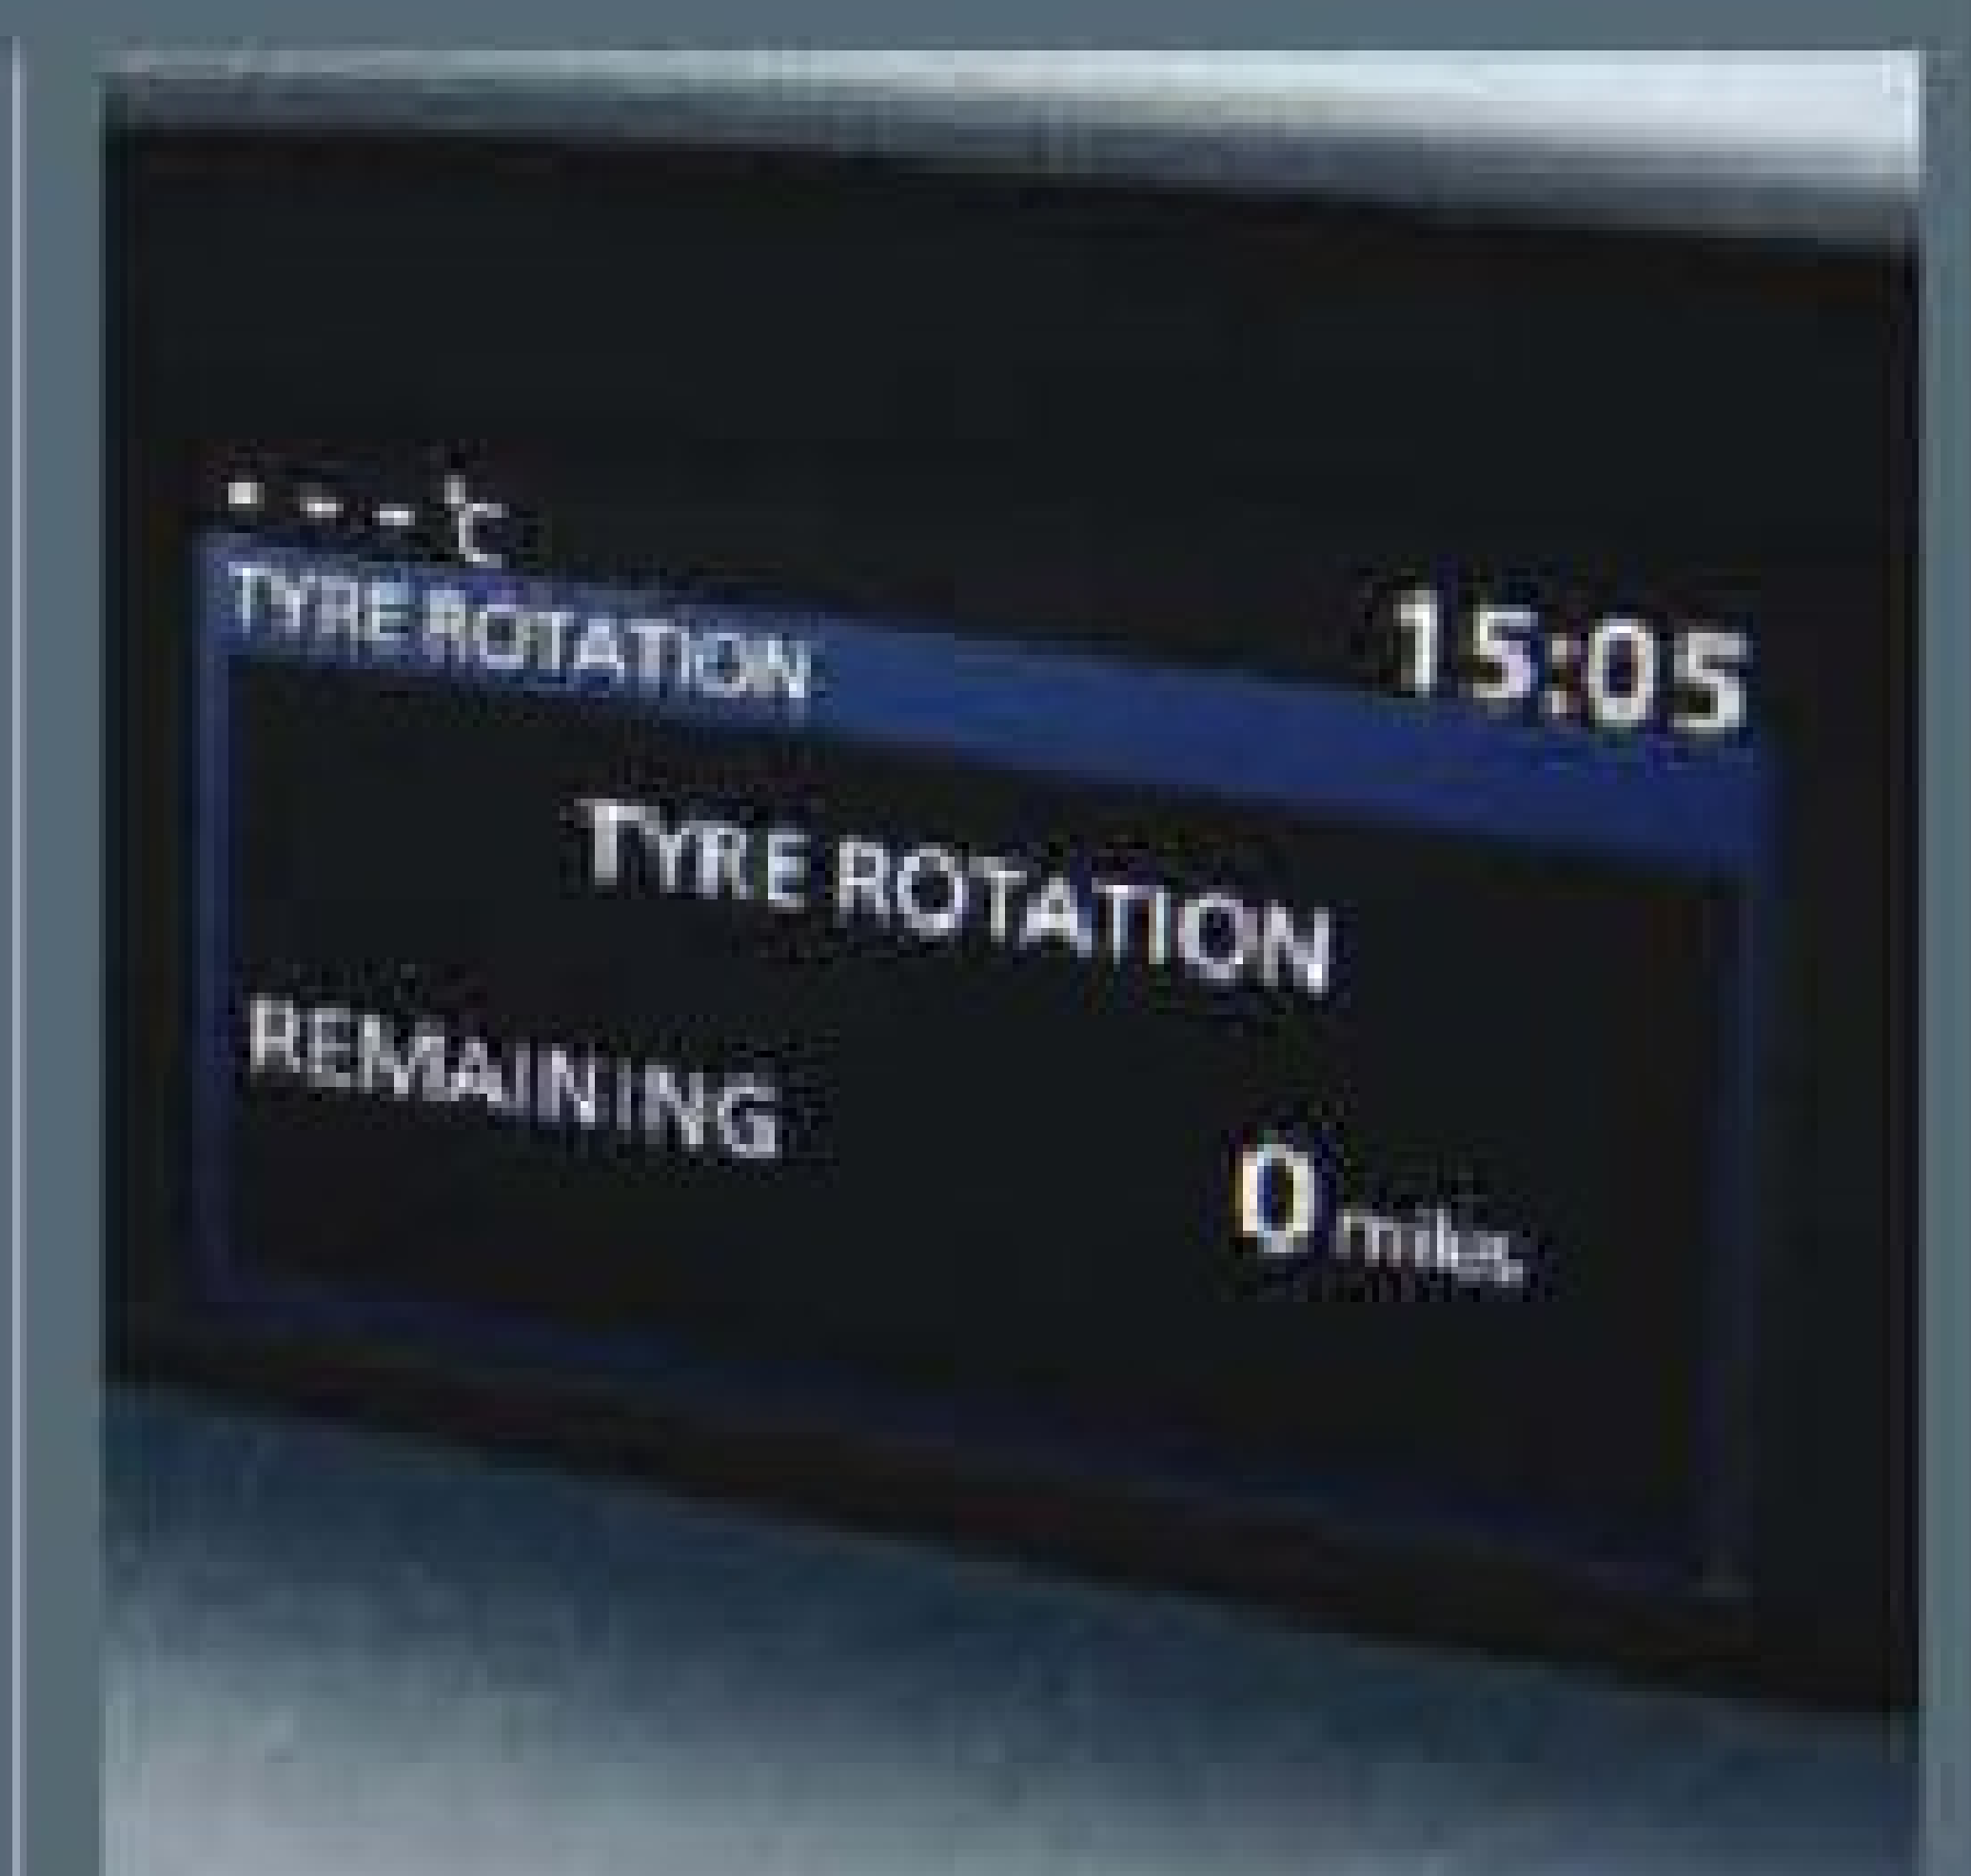 ---°C
15:05
TYRE ROTATION
TYRE ROTATION
REMAINING
0 miles